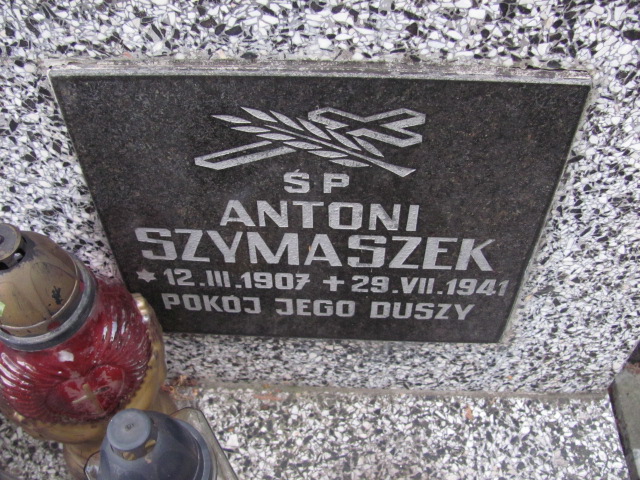 ŚP
ANTONI
SZYMASZEK
* 12.III.1907 + 29.VII.1941
POKÓJ JEGO DUSZY